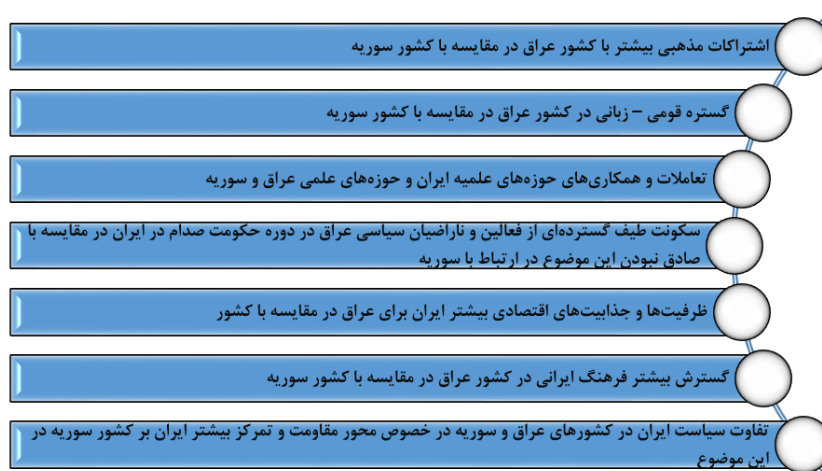 اشتراکات مذهبی بیشتر با کشور عراق در مقایسه با کشور سوریه
گستره قومی – زبانی در کشور عراق در مقایسه با کشور سوریه
تعاملات و همکاری‌های حوزه‌های علمیه ایران و حوزه‌های علمی عراق و سوریه
سکونت طیف گسترده‌ای از فعالین و ناراضیان سیاسی عراق در دوره حکومت صدام در ایران در مقایسه با
صادق نبودن این موضوع در ارتباط با سوریه
ظرفیت‌ها و جذابیت‌های اقتصادی بیشتر ایران برای عراق در مقایسه با کشور
گسترش بیشتر فرهنگ ایرانی در کشور عراق در مقایسه با کشور سوریه
تفاوت سیاست ایران در کشورهای عراق و سوریه در خصوص محور مقاومت و تمرکز بیشتر ایران بر کشور سوریه در
این موضوع